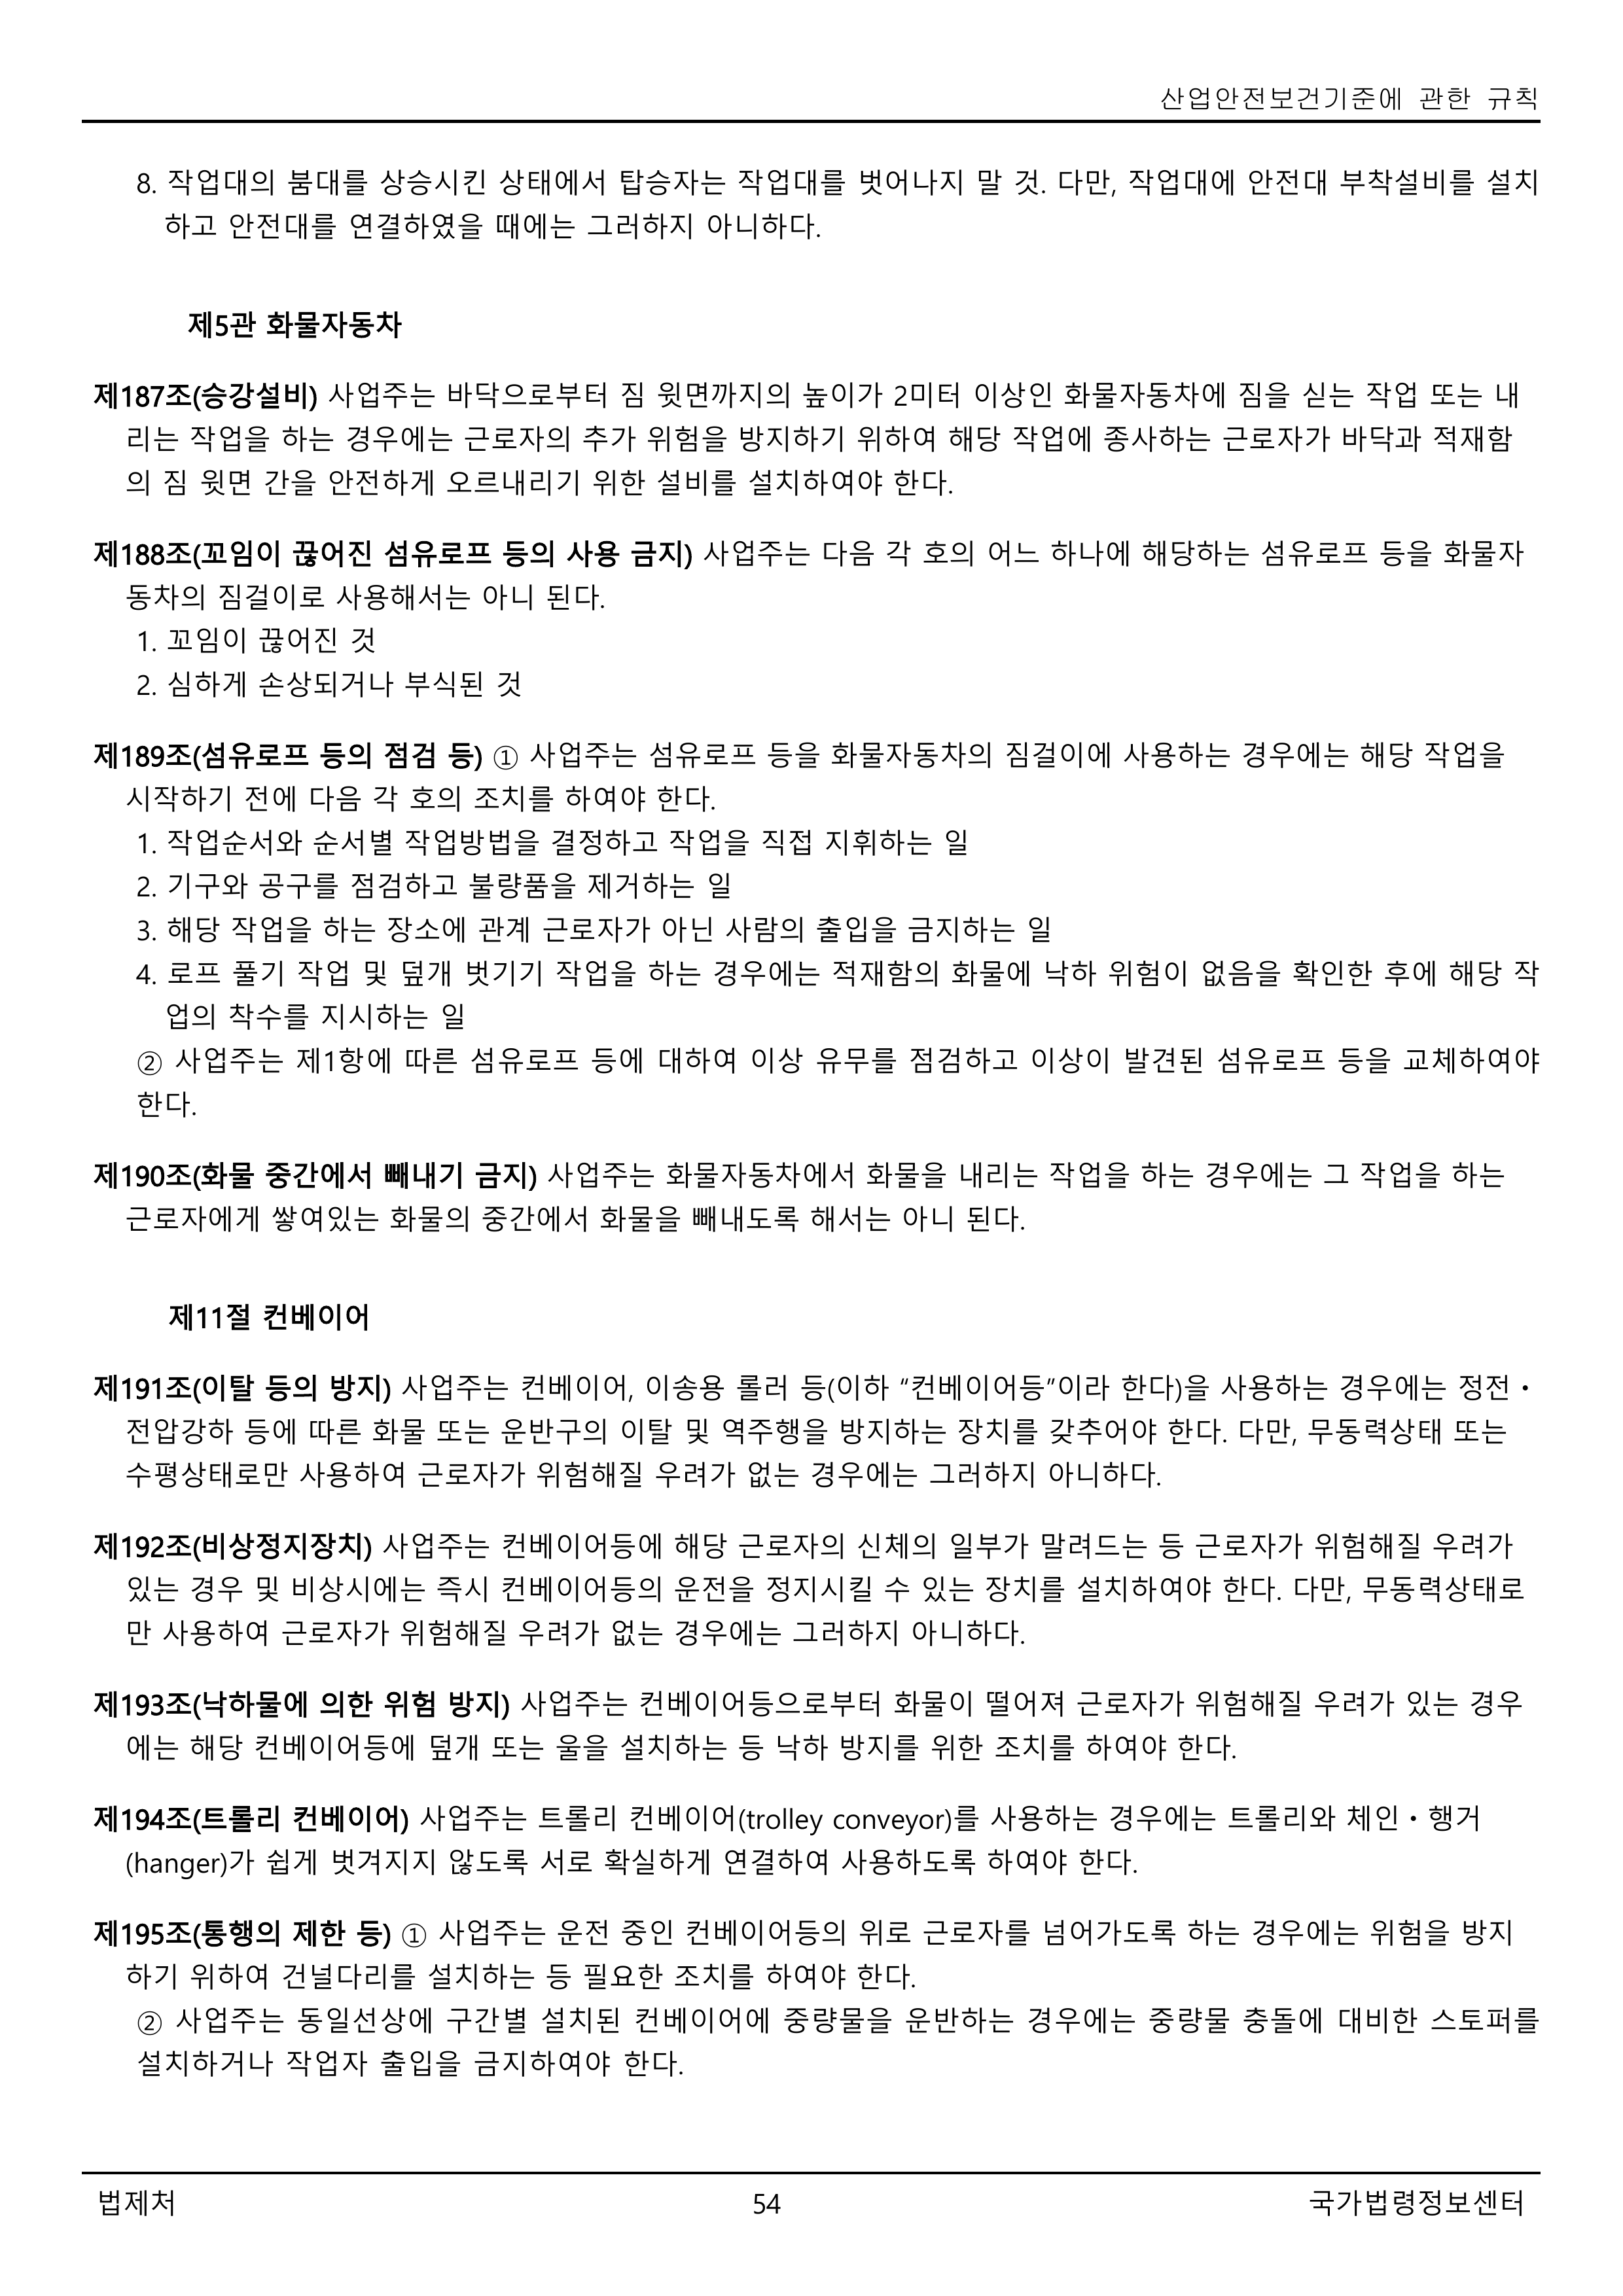 산업안전보건기준에 관한 규칙
8. 작업대의 붐대를 상승시킨 상태에서 탑승자는 작업대를 벗어나지 말 것. 다만, 작업대에 안전대 부착설비를 설치
하고 안전대를 연결하였을 때에는 그러하지 아니하다.
제5관 화물자동차
제187조(승강설비) 사업주는 바닥으로부터 짐 윗면까지의 높이가 2미터 이상인 화물자동차에 짐을 싣는 작업 또는 내
리는 작업을 하는 경우에는 근로자의 추가 위험을 방지하기 위하여 해당 작업에 종사하는 근로자가 바닥과 적재함
의 짐 윗면 간을 안전하게 오르내리기 위한 설비를 설치하여야 한다.
제188조(꼬임이 끊어진 섬유로프 등의 사용 금지) 사업주는 다음 각 호의 어느 하나에 해당하는 섬유로프 등을 화물자
동차의 짐걸이로 사용해서는 아니 된다.
1. 꼬임이 끊어진 것
2. 심하게 손상되거나 부식된 것
제189조(섬유로프 등의 점검 등) ① 사업주는 섬유로프 등을 화물자동차의 짐걸이에 사용하는 경우에는 해당 작업을
시작하기 전에 다음 각 호의 조치를 하여야 한다.
1. 작업순서와 순서별 작업방법을 결정하고 작업을 직접 지휘하는 일
2. 기구와 공구를 점검하고 불량품을 제거하는 일
3. 해당 작업을 하는 장소에 관계 근로자가 아닌 사람의 출입을 금지하는 일
4. 로프 풀기 작업 및 덮개 벗기기 작업을 하는 경우에는 적재함의 화물에 낙하 위험이 없음을 확인한 후에 해당 작
업의 착수를 지시하는 일
② 사업주는 제1항에 따른 섬유로프 등에 대하여 이상 유무를 점검하고 이상이 발견된 섬유로프 등을 교체하여야
한다.
제190조(화물 중간에서 빼내기 금지) 사업주는 화물자동차에서 화물을 내리는 작업을 하는 경우에는 그 작업을 하는
근로자에게 쌓여있는 화물의 중간에서 화물을 빼내도록 해서는 아니 된다.
제11절 컨베이어
제191조(이탈 등의 방지) 사업주는 컨베이어, 이송용 롤러 등(이하 “컨베이어등”이라 한다)을 사용하는 경우에는 정전ㆍ
전압강하 등에 따른 화물 또는 운반구의 이탈 및 역주행을 방지하는 장치를 갖추어야 한다. 다만, 무동력상태 또는
수평상태로만 사용하여 근로자가 위험해질 우려가 없는 경우에는 그러하지 아니하다.
제192조(비상정지장치) 사업주는 컨베이어등에 해당 근로자의 신체의 일부가 말려드는 등 근로자가 위험해질 우려가
있는 경우 및 비상시에는 즉시 컨베이어등의 운전을 정지시킬 수 있는 장치를 설치하여야 한다. 다만, 무동력상태로
만 사용하여 근로자가 위험해질 우려가 없는 경우에는 그러하지 아니하다.
제193조(낙하물에 의한 위험 방지) 사업주는 컨베이어등으로부터 화물이 떨어져 근로자가 위험해질 우려가 있는 경우
에는 해당 컨베이어등에 덮개 또는 울을 설치하는 등 낙하 방지를 위한 조치를 하여야 한다.
제194조(트롤리 컨베이어) 사업주는 트롤리 컨베이어(trolley conveyor)를 사용하는 경우에는 트롤리와 체인ㆍ행거
(hanger)가 쉽게 벗겨지지 않도록 서로 확실하게 연결하여 사용하도록 하여야 한다.
제195조(통행의 제한 등) ① 사업주는 운전 중인 컨베이어등의 위로 근로자를 넘어가도록 하는 경우에는 위험을 방지
하기 위하여 건널다리를 설치하는 등 필요한 조치를 하여야 한다.
② 사업주는 동일선상에 구간별 설치된 컨베이어에 중량물을 운반하는 경우에는 중량물 충돌에 대비한 스토퍼를
설치하거나 작업자 출입을 금지하여야 한다.
법제처 54 국가법령정보센터